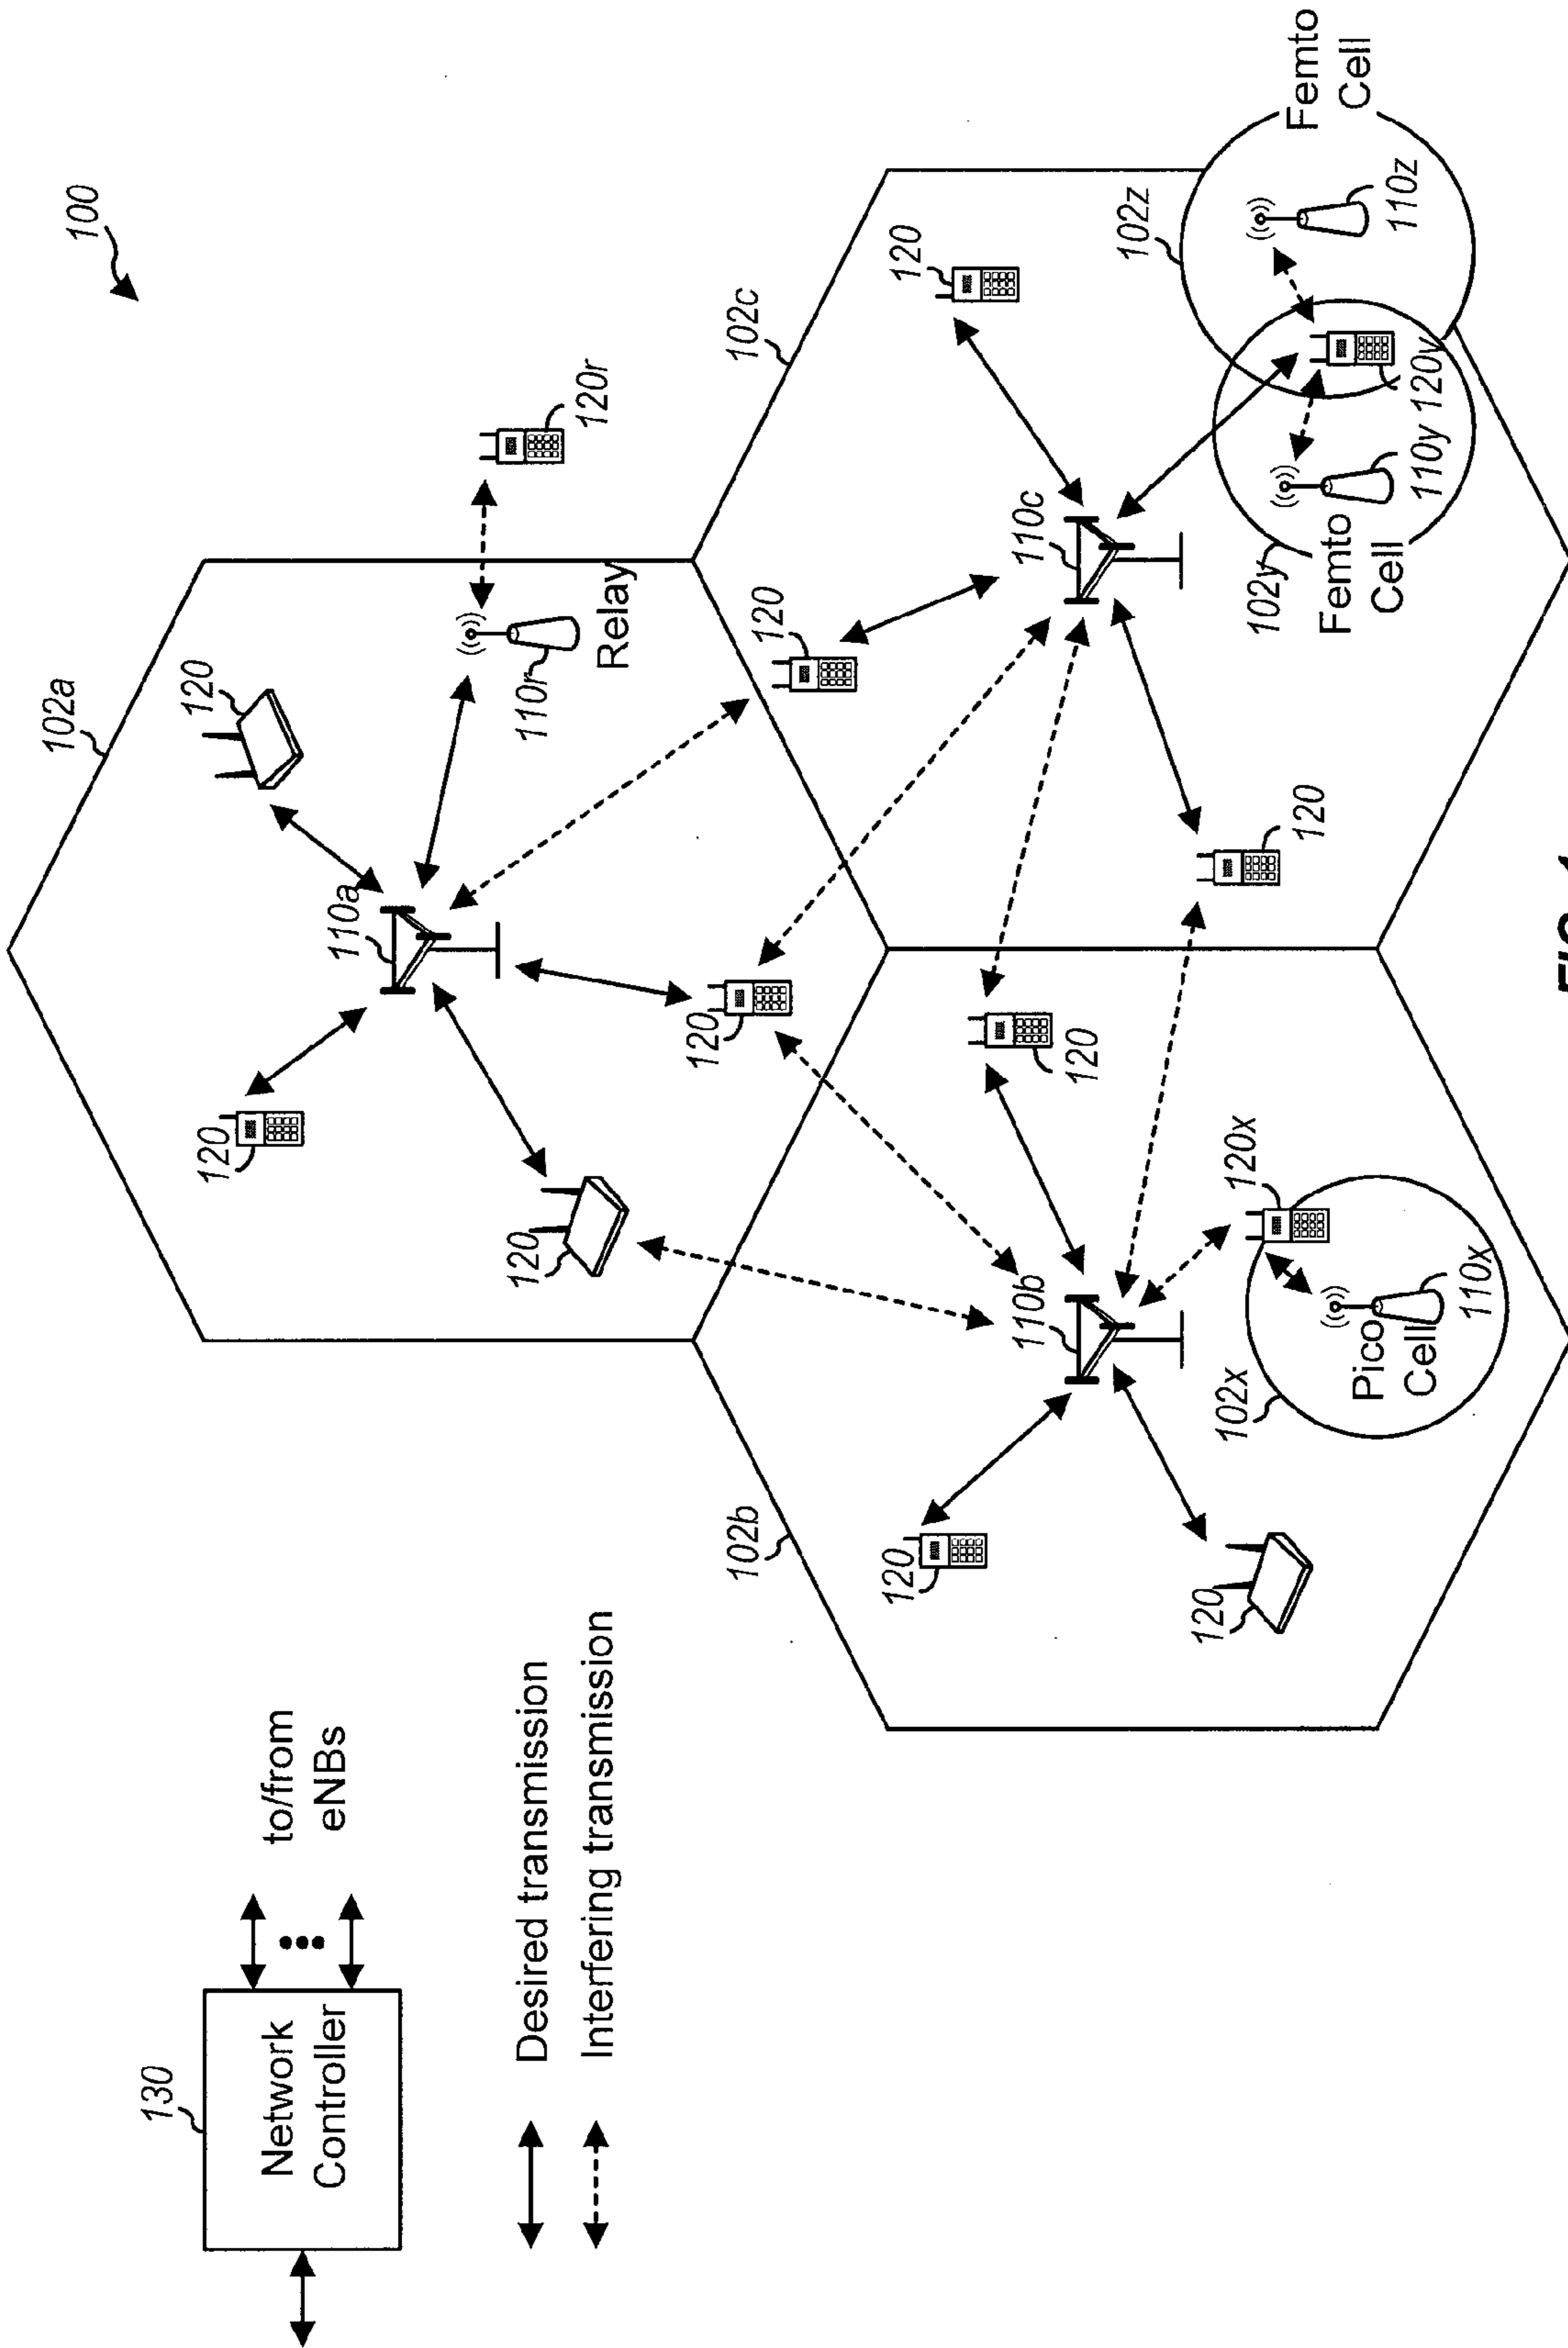 100
130
Network
Controller
to/from
eNBs
Desired transmission
Interfering transmission
102a
120
120
110a
120
110r
Relay
120r
120
120
102b
120
110b
120
120
102x
Pico
Cell
110x
120x
102c
120
110c
120
102y
Femto
Cell
110y
120y
102z
110z
Femto
Cell